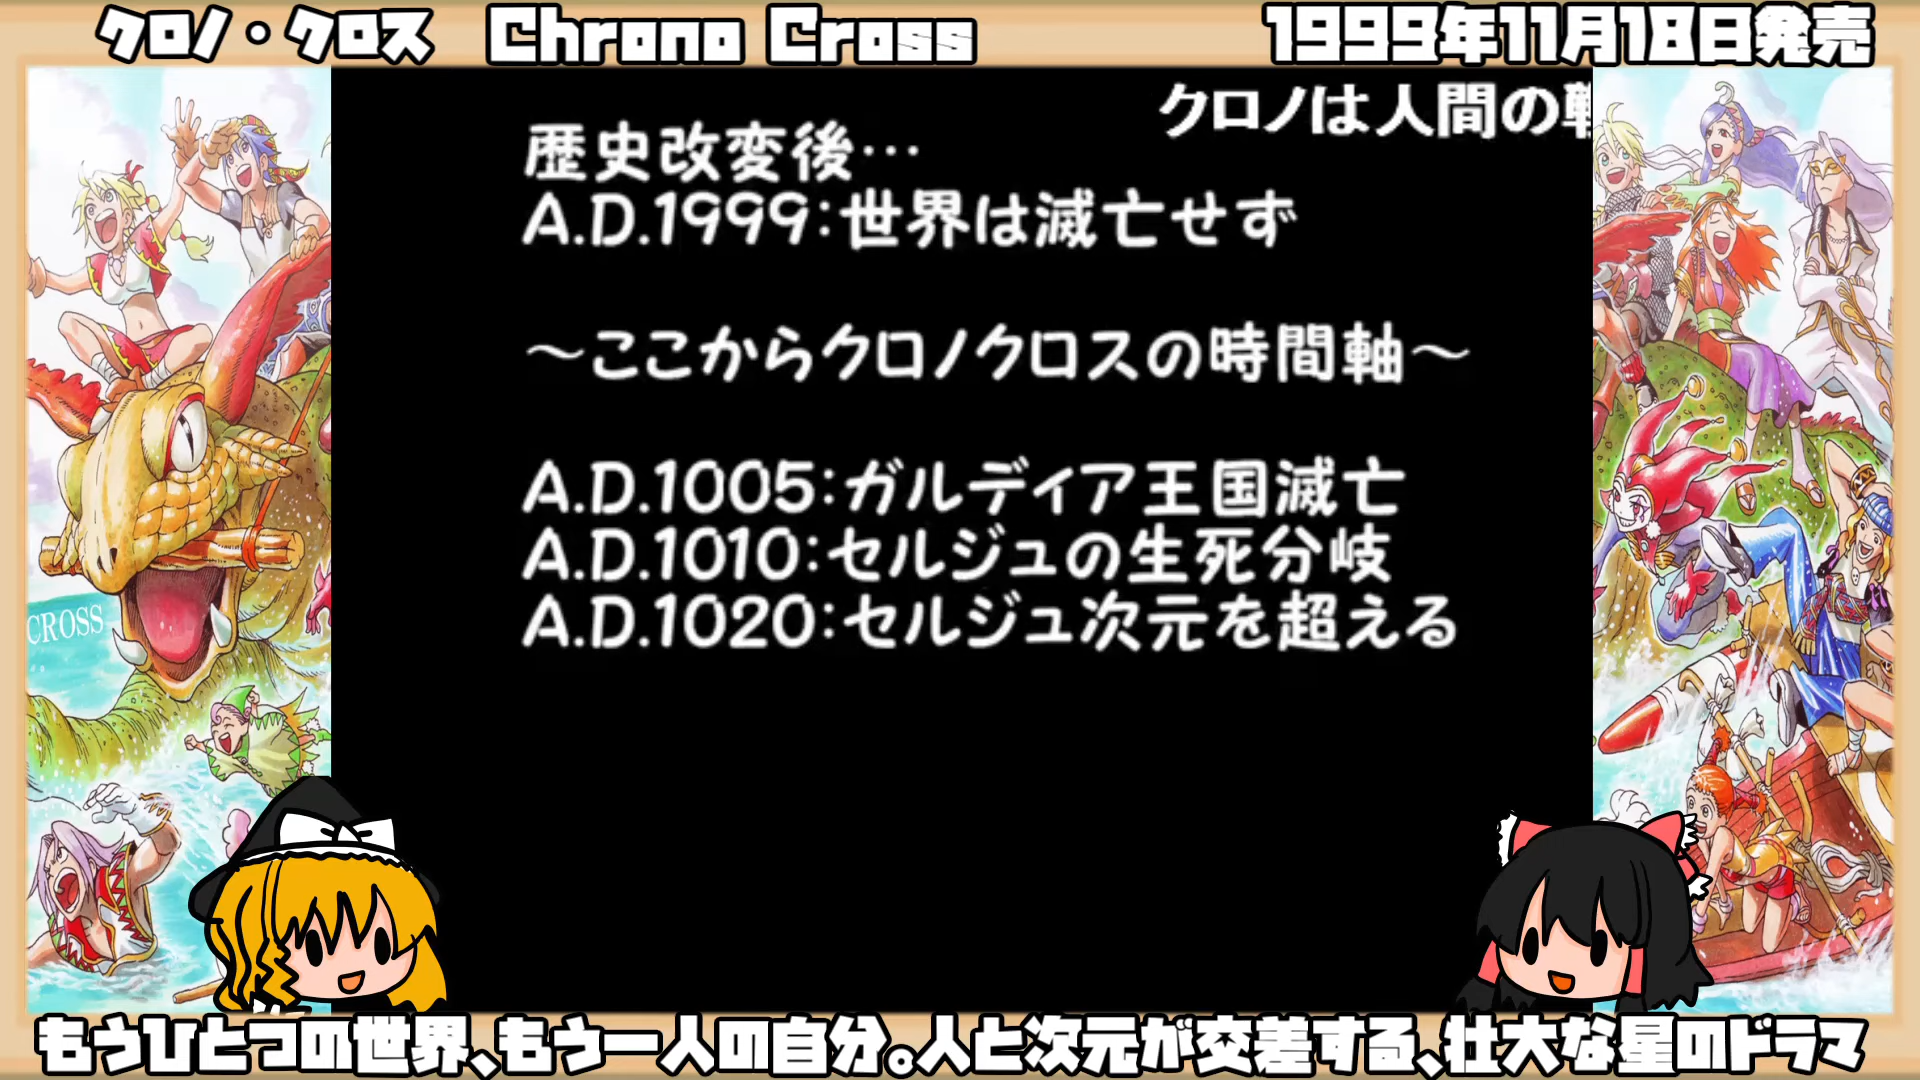 クロノ・クロス Chrono Cross 1999年11月18日発売
クロノは人間の
歴史改変後…
A.D.1999:世界は滅亡せず
～ここからクロノクロスの時間軸～
A.D.1005:ガルディア王国滅亡
A.D.1010:セルジュの生死分岐
A.D.1020:セルジュ次元を超える
CROSS
もうひとつの世界、もう一人の自分。人と次元が交差する、壮大な星のドラマ